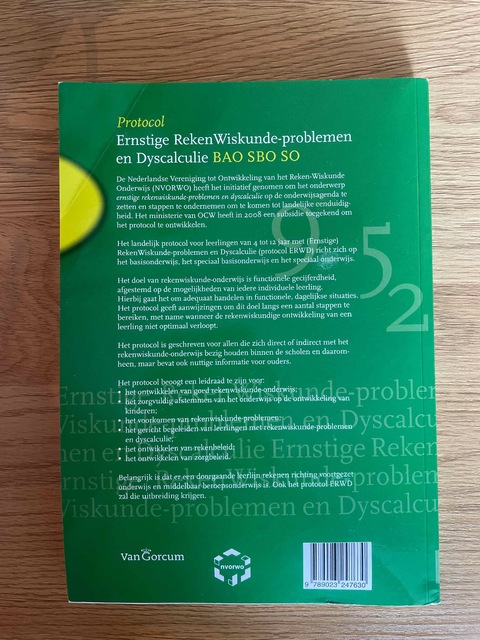 Protocol
Ernstige RekenWiskunde-problemen
en Dyscalculie BAO SBO SO
De Nederlandse Vereniging tot Ontwikkeling van het Reken-Wiskunde
Onderwijs (NVORWO) heeft het initiatief genomen om het onderwerp
ernstige rekenwiskunde-problemen en dyscalculie op de onderwijsagenda te
zetten en stappen te ondernemen om te komen tot landelijke eenduidig-
heid. Het ministerie van OCW heeft in 2008 een subsidie toegekend om
het protocol te ontwikkelen.
Het landelijk protocol voor leerlingen van 4 tot 12 jaar met (Ernstige)
RekenWiskunde-problemen en Dyscalculie (protocol ERWD) richt zich op
het basisonderwijs, het speciaal basisonderwijs en het speciaal onderwijs.
9 5 2
Het doel van rekenwiskunde-onderwijs is functionele gecijferdheid,
afgestemd op de mogelijkheden van iedere individuele leerling.
Hierbij gaat het om adequaat handelen in functionele, dagelijkse situaties.
Het protocol geeft aanwijzingen om dit doel langs een aantal stappen te
bereiken, met name wanneer de rekenwiskundige ontwikkeling van een
leerling niet optimaal verloopt.
Het protocol is geschreven voor allen die zich direct of indirect met het
rekenwiskunde-onderwijs bezig houden binnen de scholen en daarom-
heen, maar bevat ook nuttige informatie voor ouders.
Het protocol beoogt een leidraad te zijn voor:
• het ontwikkelen van goed rekenwiskunde-onderwijs;
• het zorgvuldig afstemmen van het onderwijs op de ontwikkeling van
kinderen;
• het voorkomen van rekenwiskunde-problemen;
• het gericht begeleiden van leerlingen met rekenwiskunde-problemen
en dyscalculie;
• het ontwikkelen van rekenbeleid;
• het ontwikkelen van zorgbeleid.
Belangrijk is dat er een doorgaande leerlijn rekenen richting voortgezet
onderwijs en middelbaar beroepsonderwijs is. Ook het protocol ERWD
zal die uitbreiding krijgen.
Wiskunde-problemen en Dyscalcu
Van Gorcum
nvorwo
9 789023 247630